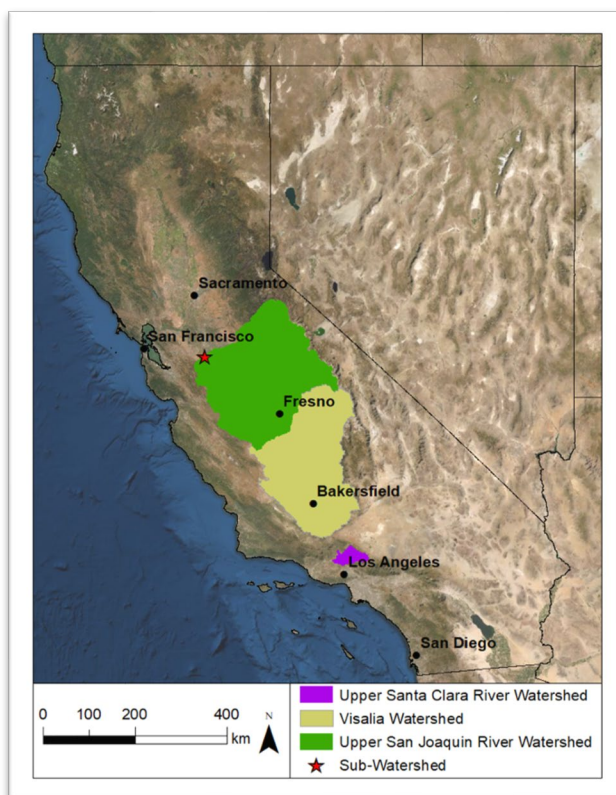 Sacramento
San Francisco
Fresno
Bakersfield
Los Angeles
San Diego
0 100 200 400
km
N
Upper Santa Clara River Watershed
Visalia Watershed
Upper San Joaquin River Watershed
Sub-Watershed